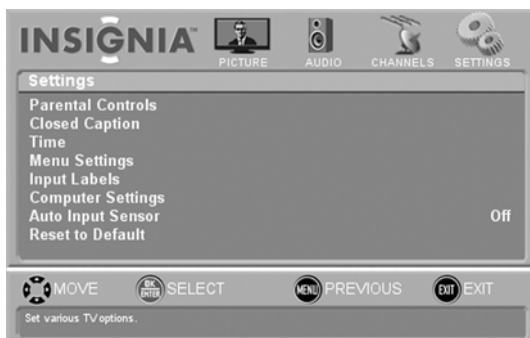 INSIGNIA™
PICTURE AUDIO CHANNELS SETTINGS
Settings
Parental Controls
Closed Caption
Time
Menu Settings
Input Labels
Computer Settings
Auto Input Sensor Off
Reset to Default
MOVE OK ENTER SELECT MENU PREVIOUS EXIT EXIT
Set various TV options.